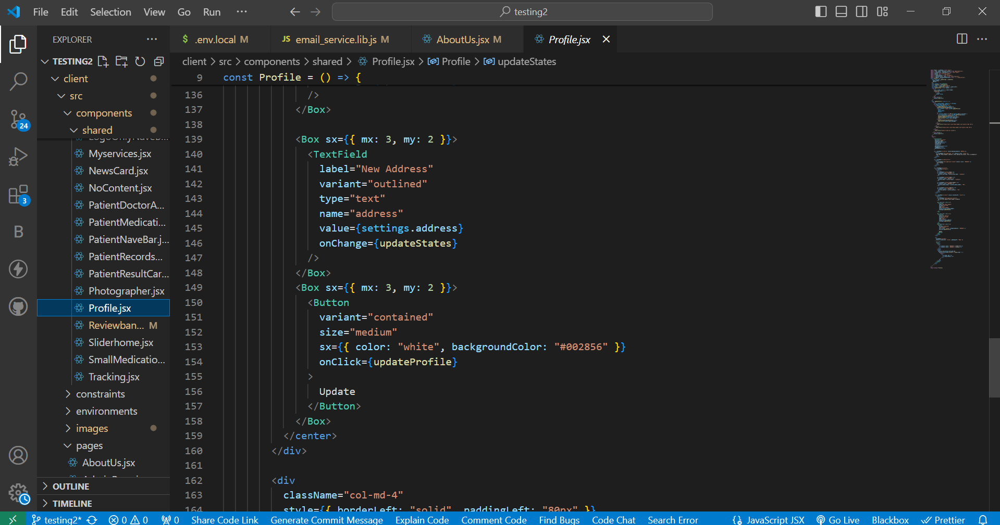 File Edit Selection View Go Run ··· testing2
EXPLORER ···
TESTING2
client
src
components
shared
Myservices.jsx
NewsCard.jsx
NoContent.jsx
PatientDoctorA...
PatientMedicati...
PatientNaveBar.j...
PatientRecords...
PatientResultCar...
Photographer.jsx
Profile.jsx
Reviewban... M
Sliderhome.jsx
SmallMedicatio...
Tracking.jsx
constraints
environments
images
pages
AboutUs.jsx
OUTLINE
TIMELINE
24
3
B
$ .env.local M JS email_service.lib.js M AboutUs.jsx M Profile.jsx
client > src > components > shared > Profile.jsx > Profile > updateStates
9 const Profile = () => {
136 />
137 </Box>
138
139 <Box sx={{ mx: 3, my: 2 }}>
140 <TextField
141 label="New Address"
142 variant="outlined"
143 type="text"
144 name="address"
145 value={settings.address}
146 onChange={updateStates}
147 />
148 </Box>
149 <Box sx={{ mx: 3, my: 2 }}>
150 <Button
151 variant="contained"
152 size="medium"
153 sx={{ color: "white", backgroundColor: "#002856" }}
154 onClick={updateProfile}
155 >
156 Update
157 </Button>
158 </Box>
159 </center>
160 </div>
161
162 <div
163 className="col-md-4"
164 style={{ borderLeft: "solid", paddingLeft: "80px" }}
testing2* 0 0 0 Share Code Link Generate Commit Message Explain Code Comment Code Find Bugs Code Chat Search Error JavaScript JSX Go Live Blackbox Prettier